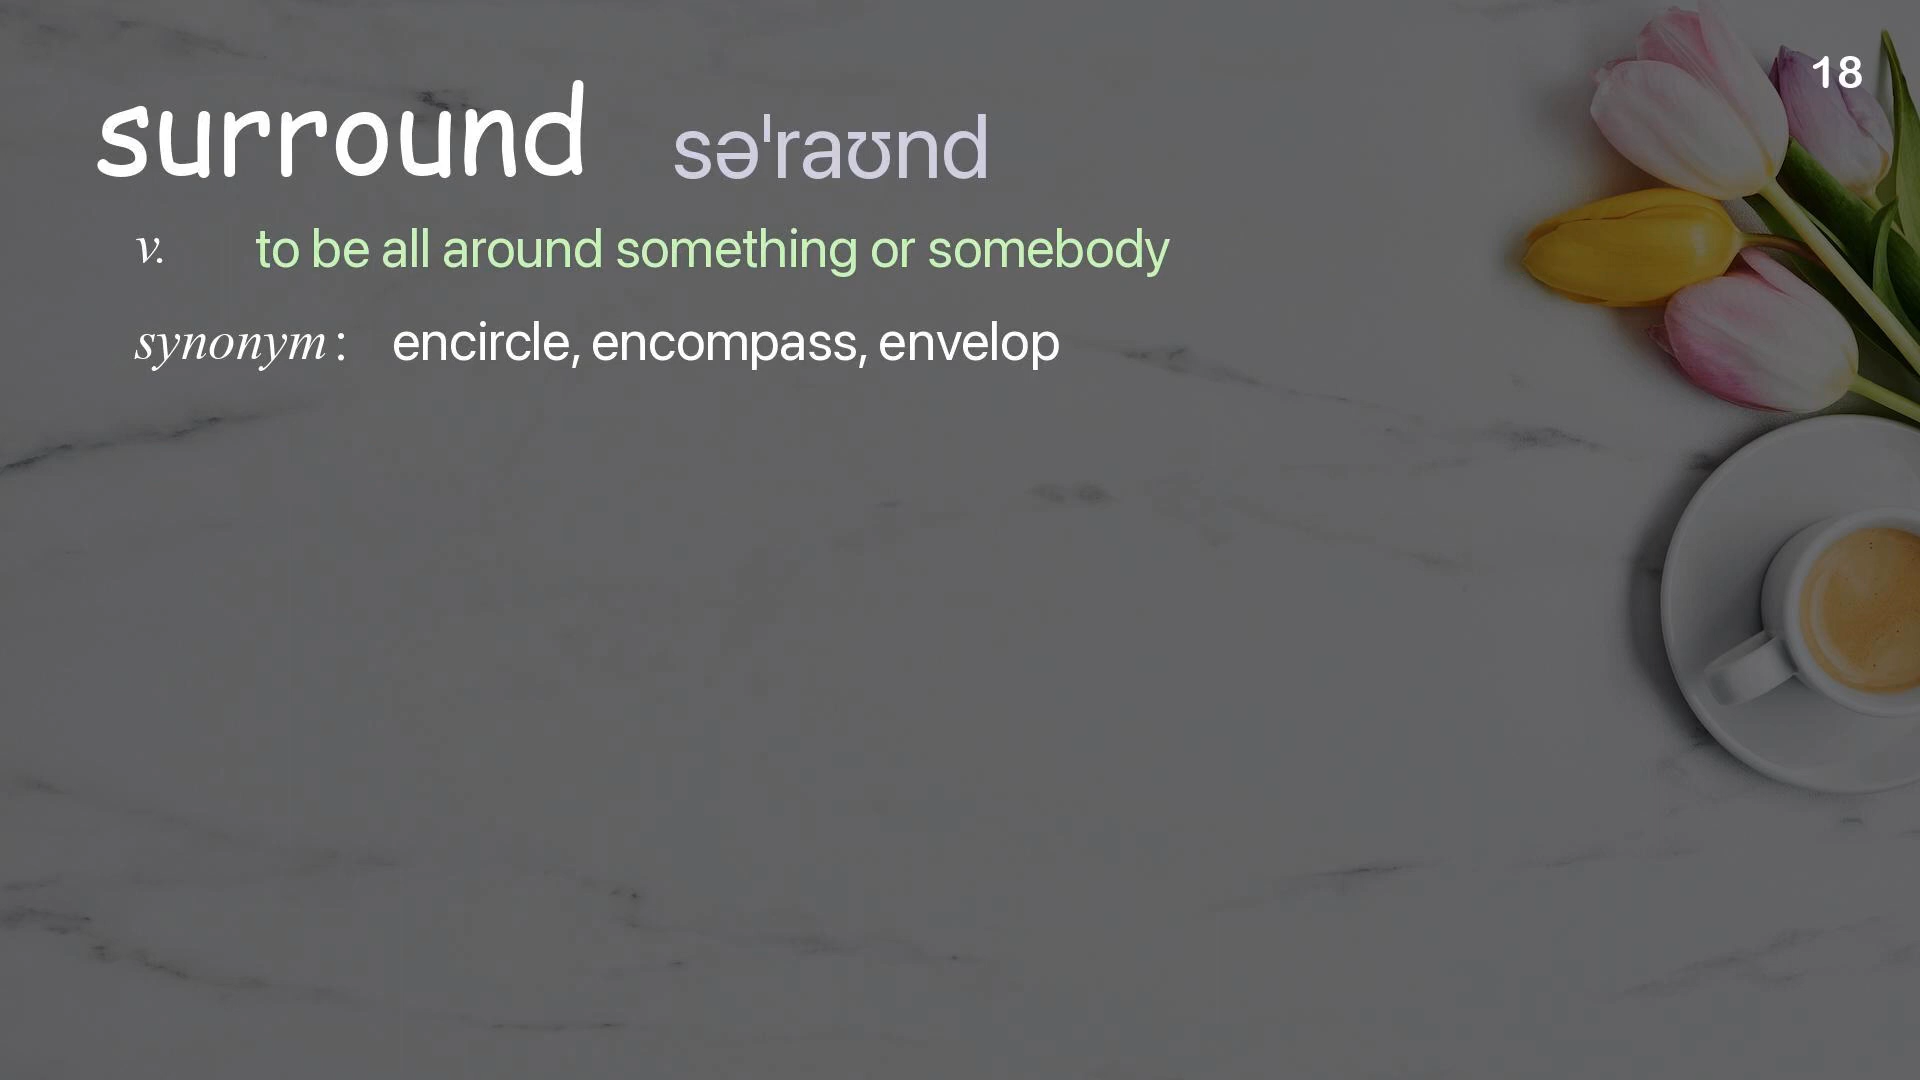 18
surround səˈraʊnd
v. to be all around something or somebody
synonym : encircle, encompass, envelop